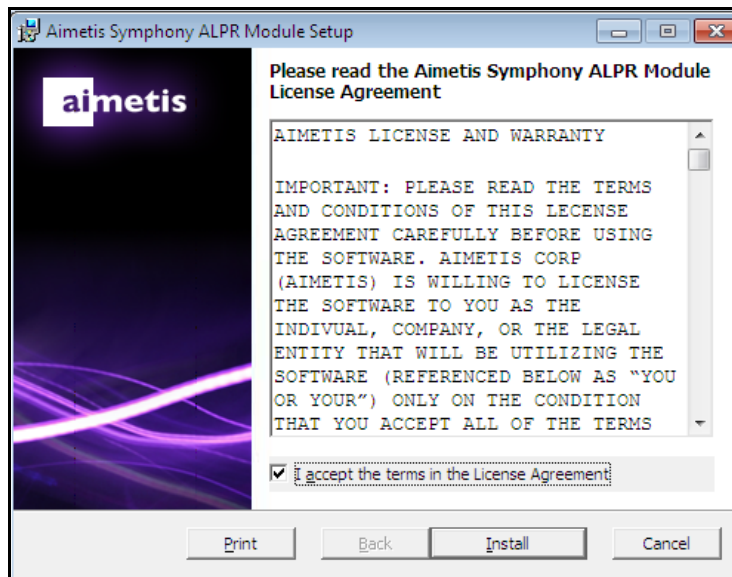 Aimetis Symphony ALPR Module Setup
aimetis
Please read the Aimetis Symphony ALPR Module
License Agreement
AIMETIS LICENSE AND WARRANTY
IMPORTANT: PLEASE READ THE TERMS
AND CONDITIONS OF THIS LECENSE
AGREEMENT CAREFULLY BEFORE USING
THE SOFTWARE. AIMETIS CORP
(AIMETIS) IS WILLING TO LICENSE
THE SOFTWARE TO YOU AS THE
INDIVUAL, COMPANY, OR THE LEGAL
ENTITY THAT WILL BE UTILIZING THE
SOFTWARE (REFERENCED BELOW AS “YOU
OR YOUR”) ONLY ON THE CONDITION
THAT YOU ACCEPT ALL OF THE TERMS
I accept the terms in the License Agreement
Print
Back
Install
Cancel